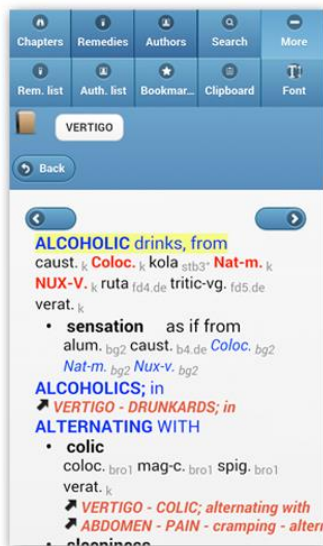 Chapters Remedies Authors Search More
Rem. list Auth. list Bookmar... Clipboard Font
VERTIGO
Back
ALCOHOLIC drinks, from
caust. k Coloc. k kola stb3* Nat-m. k
NUX-V. k ruta fd4.de tritic-vg. fd5.de
verat. k
• sensation as if from
alum. bg2 caust. b4.de Coloc. bg2
Nat-m. bg2 Nux-v. bg2
ALCOHOLICS; in
VERTIGO - DRUNKARDS; in
ALTERNATING WITH
• colic
coloc. bro1 mag-c. bro1 spig. bro1
verat. k
VERTIGO - COLIC; alternating with
ABDOMEN - PAIN - cramping - altern
• sleepiness